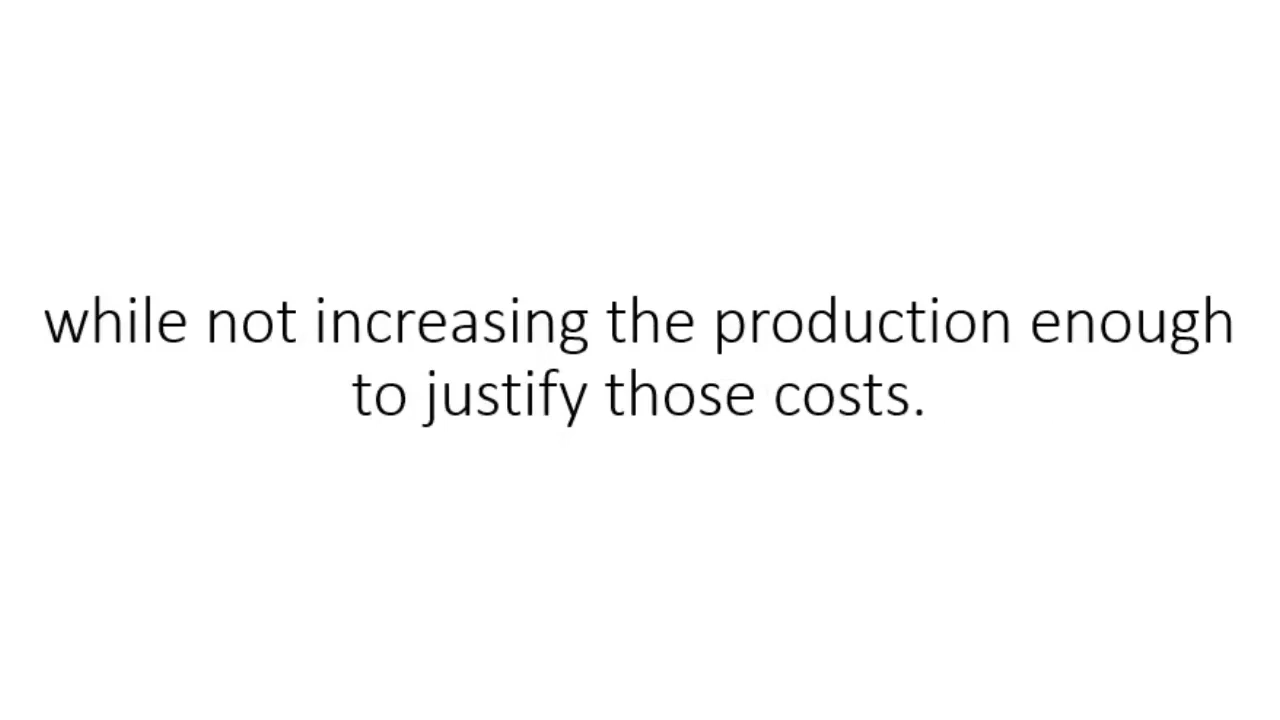 while not increasing the production enough
to justify those costs.